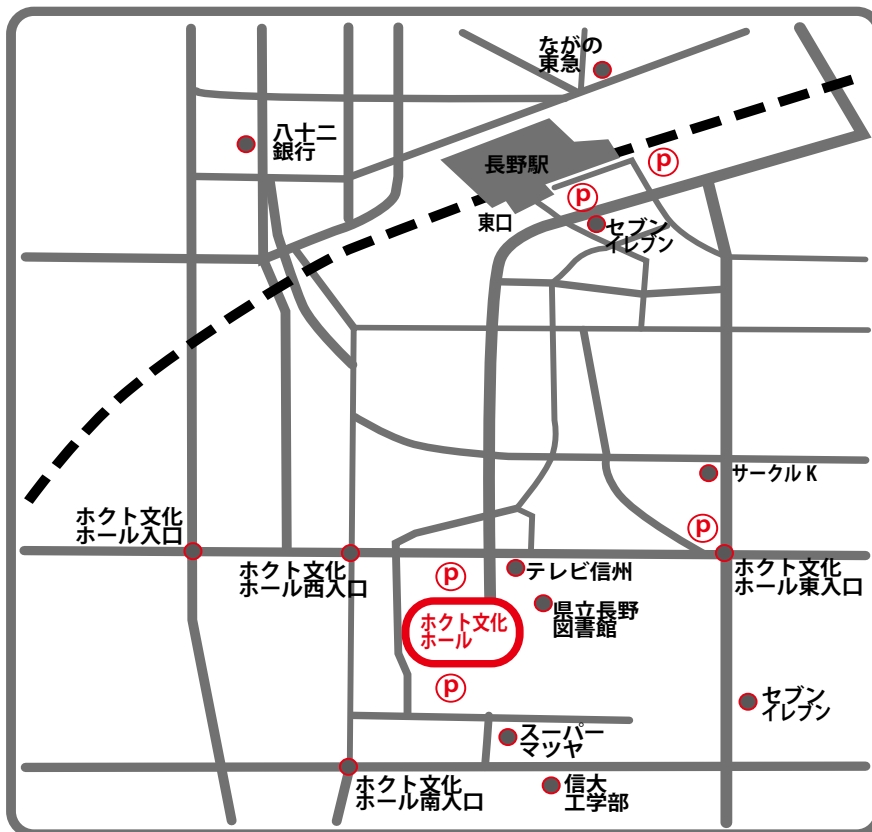 ながの
東急
八十二
銀行
長野駅
p
p
東口
セブン
イレブン
サークル K
p
ホクト文化
ホール入口
ホクト文化
ホール西入口
p
テレビ信州
ホクト文化
ホール東入口
県立長野
図書館
ホクト文化
ホール
p
セブン
イレブン
スーパー
マツヤ
ホクト文化
ホール南入口
信大
工学部